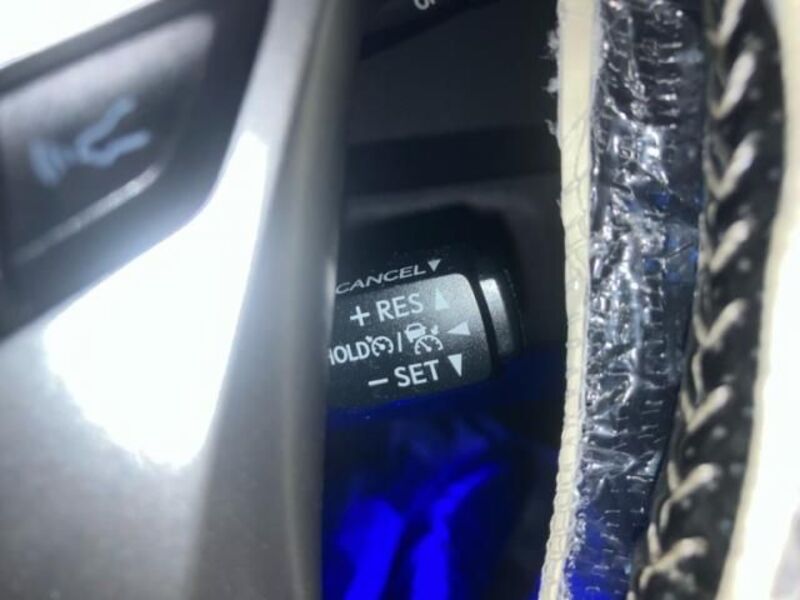 CANCEL▼
+ RES ▲
HOLD / ◀
– SET ▼